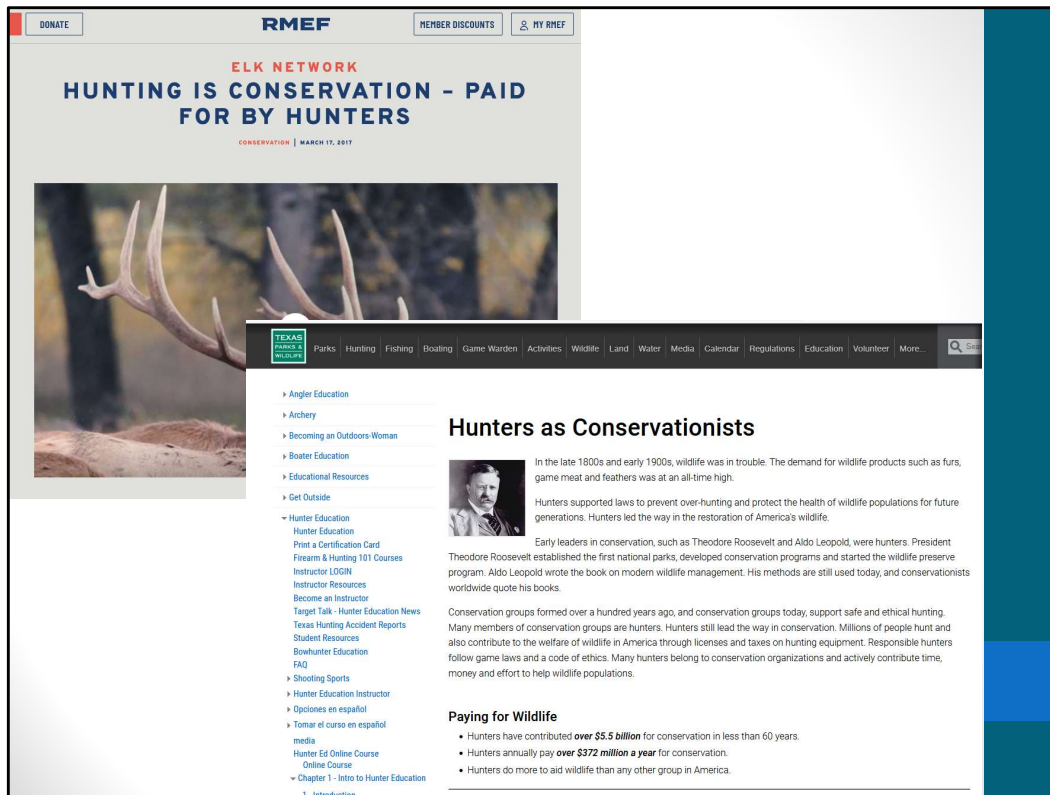 DONATE
RMEF
MEMBER DISCOUNTS
MY RMEF
ELK NETWORK
HUNTING IS CONSERVATION – PAID
FOR BY HUNTERS
CONSERVATION | MARCH 17, 2017
TEXAS
PARKS &
WILDLIFE
Parks | Hunting | Fishing | Boating | Game Warden | Activities | Wildlife | Land | Water | Media | Calendar | Regulations | Education | Volunteer | More...
Angler Education
Archery
Becoming an Outdoors-Woman
Boater Education
Educational Resources
Get Outside
Hunter Education
Hunter Education
Print a Certification Card
Firearm & Hunting 101 Courses
Instructor LOGIN
Instructor Resources
Become an Instructor
Target Talk - Hunter Education News
Texas Hunting Accident Reports
Student Resources
Bowhunter Education
FAQ
Shooting Sports
Hunter Education Instructor
Opciones en español
Tomar el curso en español
media
Hunter Ed Online Course
Online Course
Chapter 1 - Intro to Hunter Education
Hunters as Conservationists
In the late 1800s and early 1900s, wildlife was in trouble. The demand for wildlife products such as furs,
game meat and feathers was at an all-time high.
Hunters supported laws to prevent over-hunting and protect the health of wildlife populations for future
generations. Hunters led the way in the restoration of America's wildlife.
Early leaders in conservation, such as Theodore Roosevelt and Aldo Leopold, were hunters. President
Theodore Roosevelt established the first national parks, developed conservation programs and started the wildlife preserve
program. Aldo Leopold wrote the book on modern wildlife management. His methods are still used today, and conservationists
worldwide quote his books.
Conservation groups formed over a hundred years ago, and conservation groups today, support safe and ethical hunting.
Many members of conservation groups are hunters. Hunters still lead the way in conservation. Millions of people hunt and
also contribute to the welfare of wildlife in America through licenses and taxes on hunting equipment. Responsible hunters
follow game laws and a code of ethics. Many hunters belong to conservation organizations and actively contribute time,
money and effort to help wildlife populations.
Paying for Wildlife
• Hunters have contributed over $5.5 billion for conservation in less than 60 years.
• Hunters annually pay over $372 million a year for conservation.
• Hunters do more to aid wildlife than any other group in America.